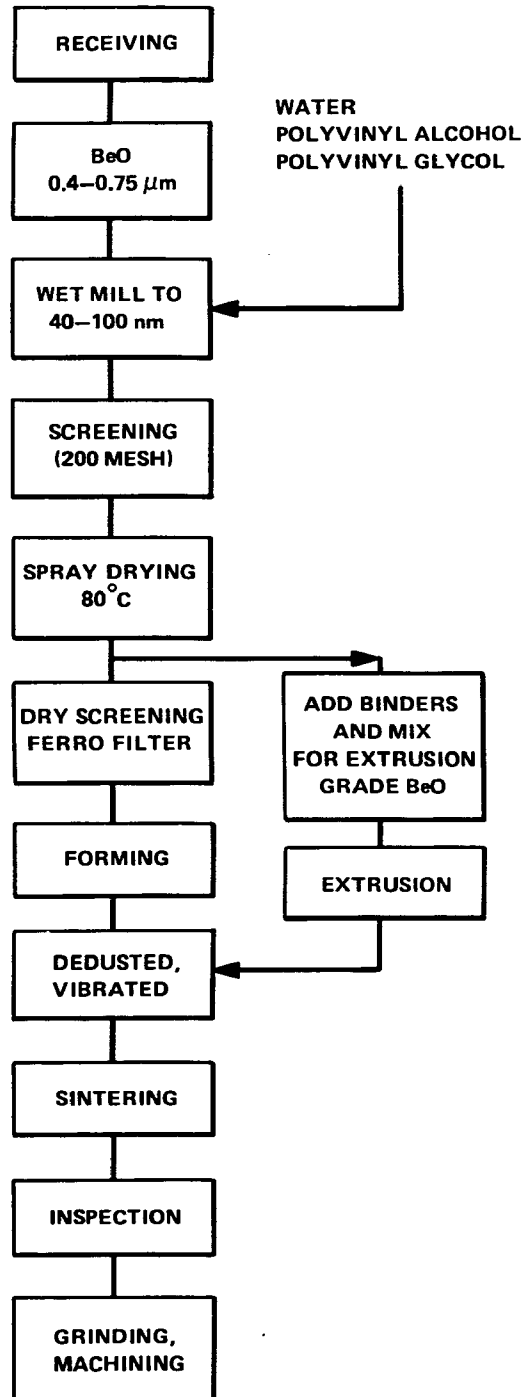 RECEIVING
BeO
0.4–0.75 μm
WATER
POLYVINYL ALCOHOL
POLYVINYL GLYCOL
WET MILL TO
40–100 nm
SCREENING
(200 MESH)
SPRAY DRYING
80°C
DRY SCREENING
FERRO FILTER
ADD BINDERS
AND MIX
FOR EXTRUSION
GRADE BeO
FORMING
EXTRUSION
DEDUSTED,
VIBRATED
SINTERING
INSPECTION
GRINDING,
MACHINING